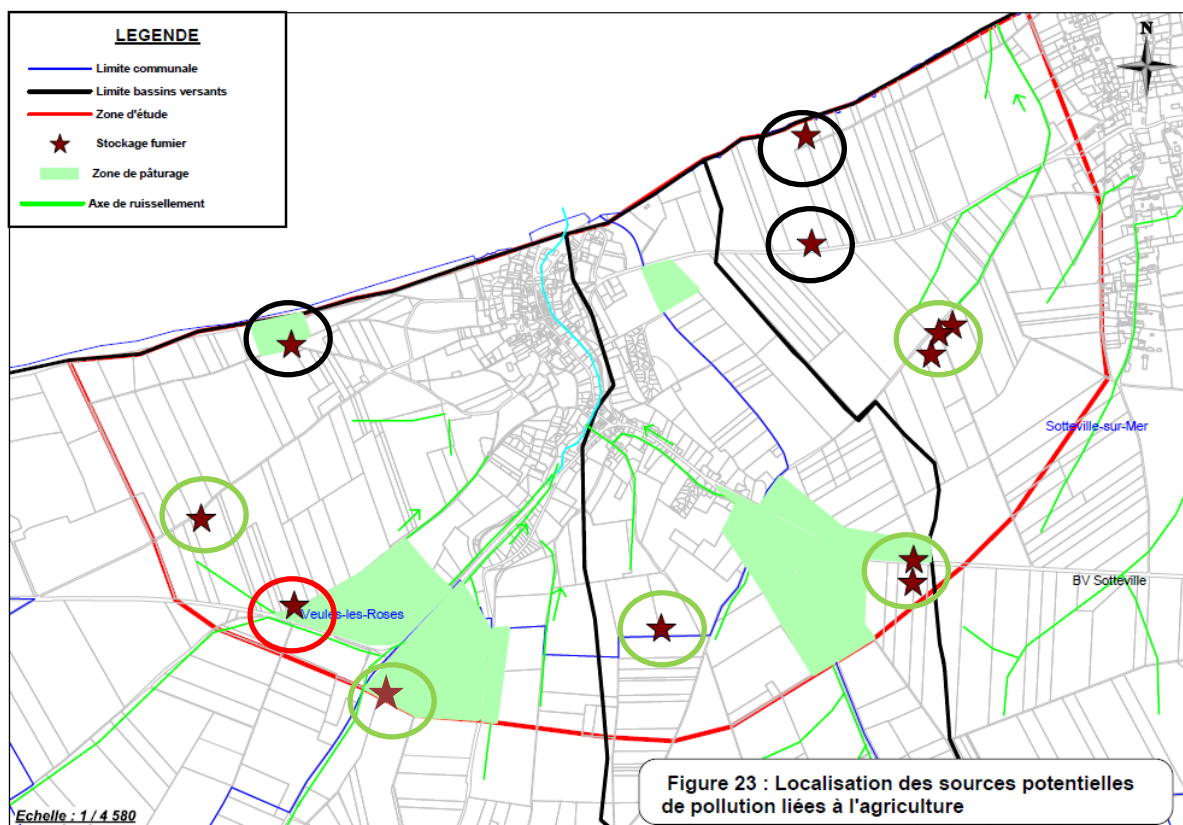 LEGENDE
Limite communale
Limite bassins versants
Zone d'étude
Stockage fumier
Zone de pâturage
Axe de ruissellement
N
Sotteville-sur-Mer
BV Sotteville
Veules-les-Roses
Figure 23 : Localisation des sources potentielles
de pollution liées à l'agriculture
Echelle : 1 / 4 580